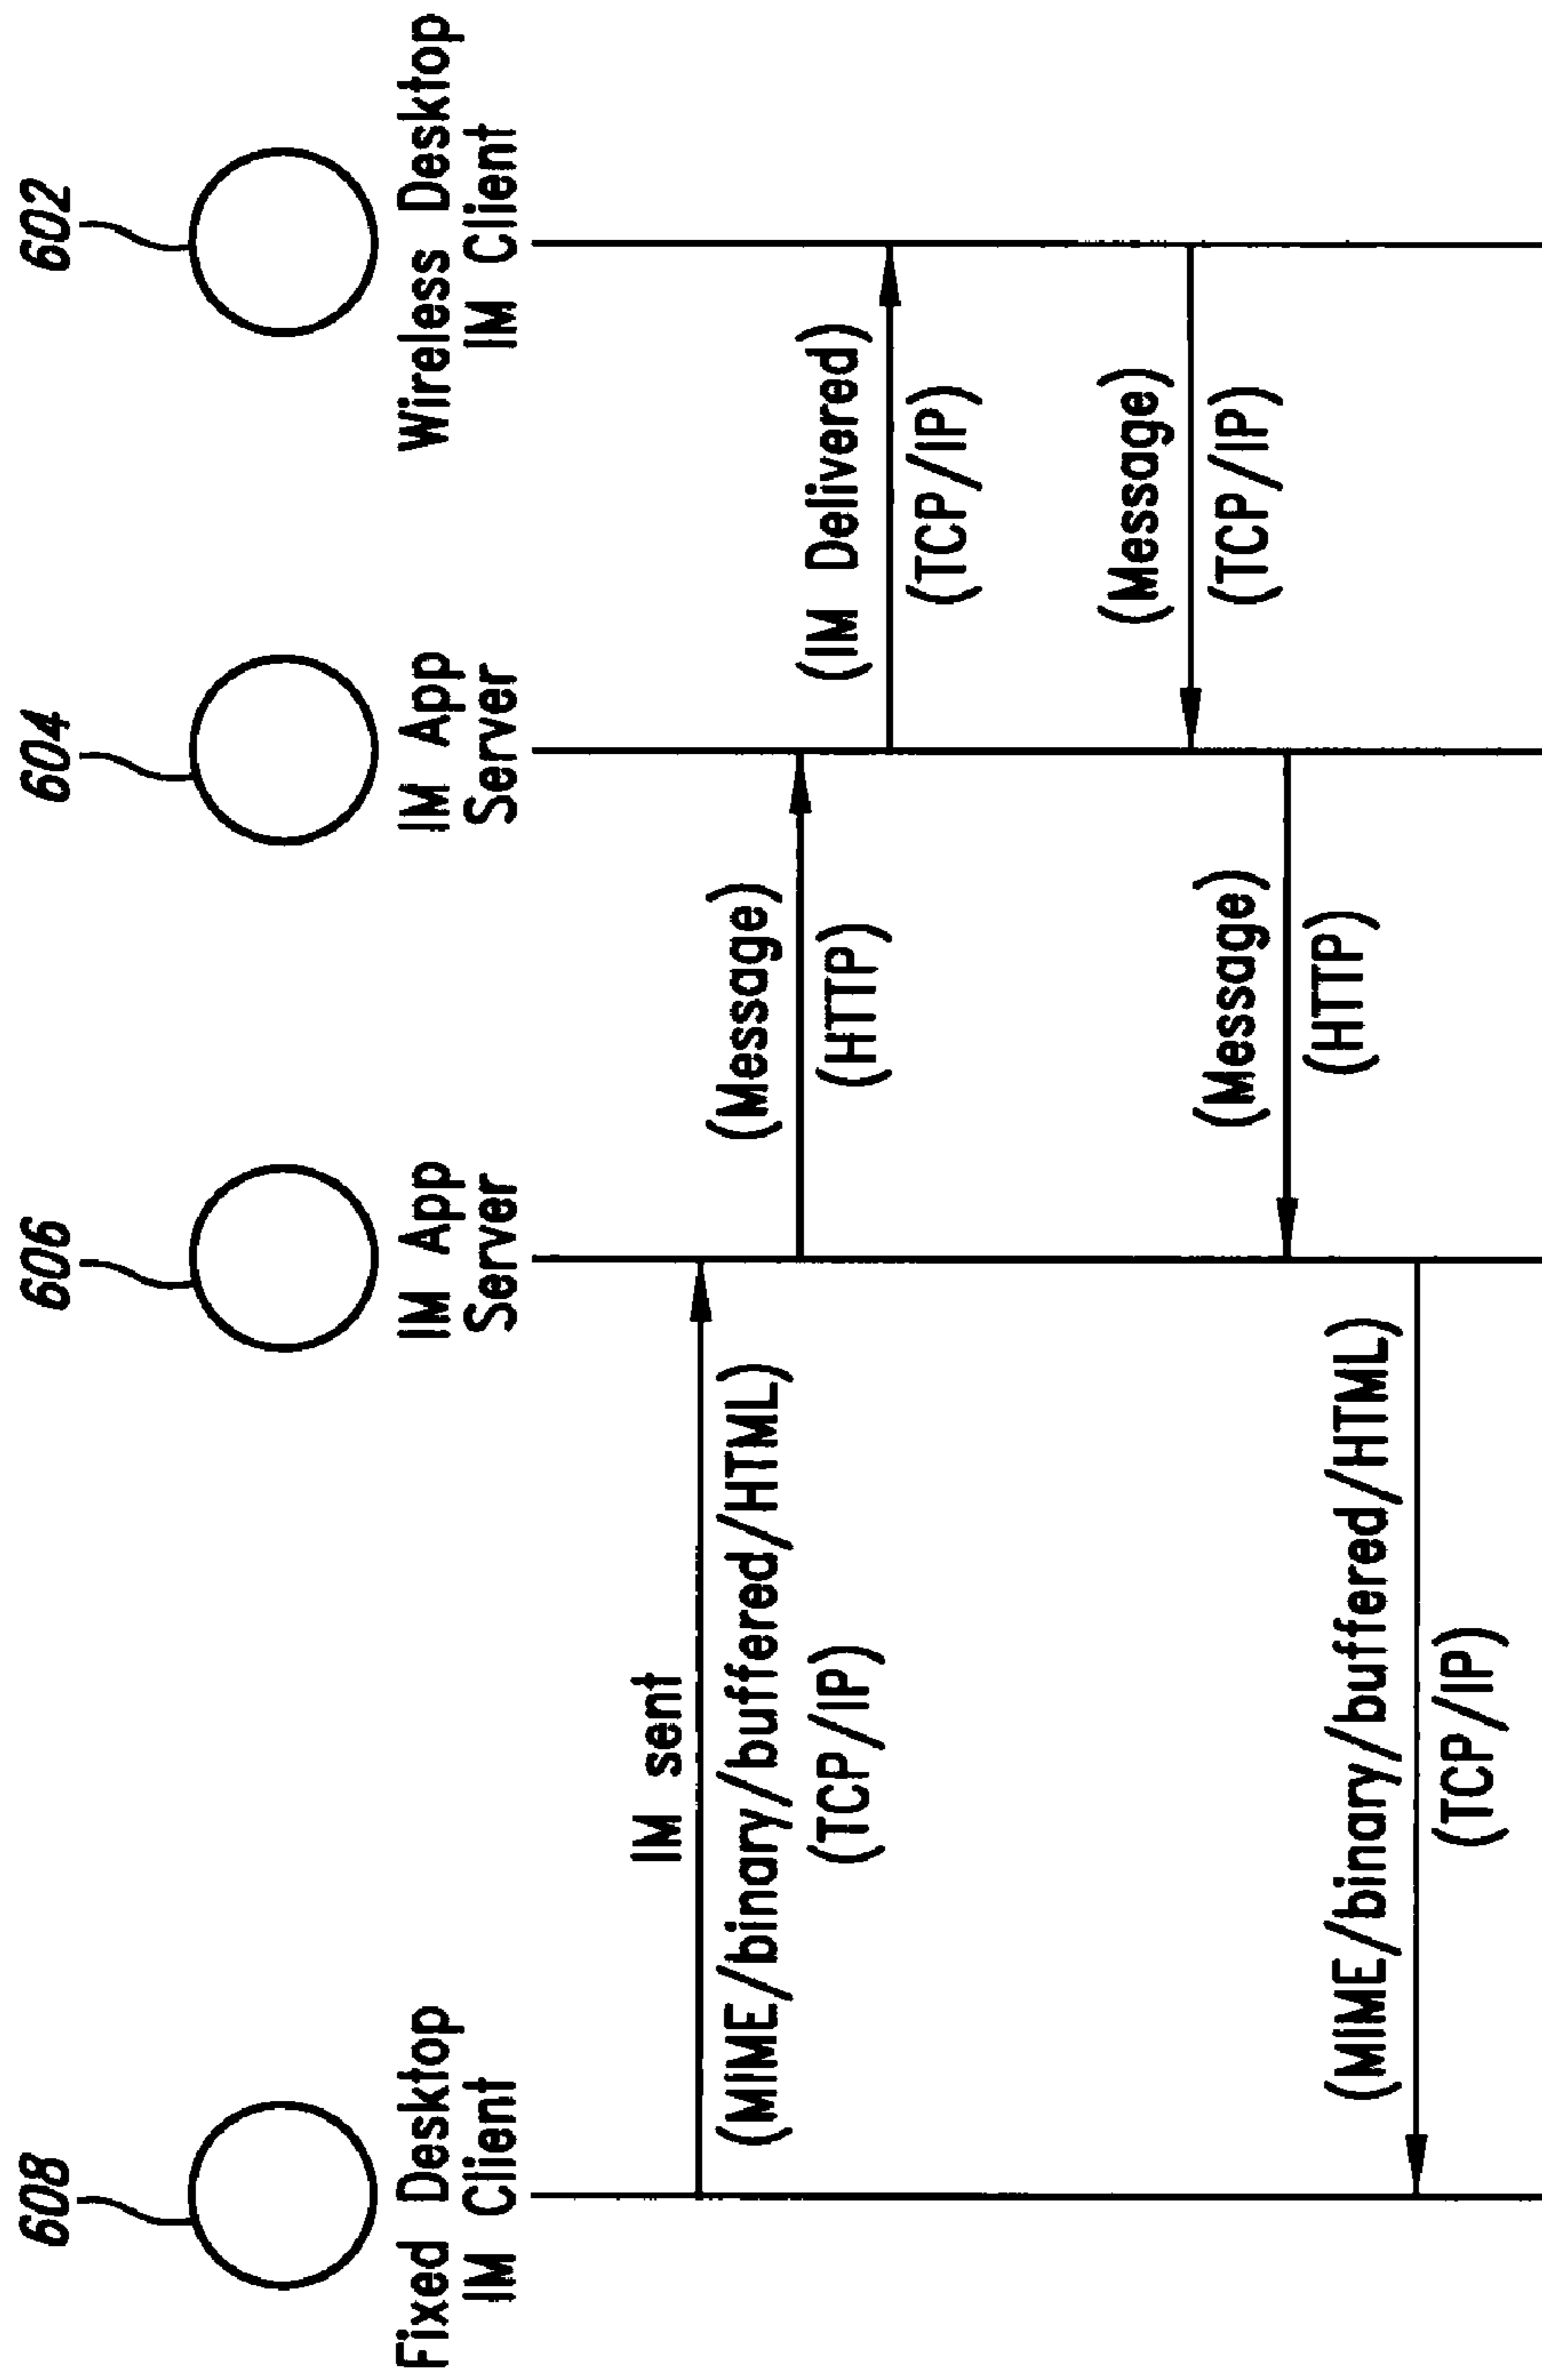 608
606
604
602
Fixed Desktop
IM Client
IM App
Server
IM App
Server
Wireless Desktop
IM Client
IM sent
(MIME/binary/buffered/HTML)
(TCP/IP)
(Message)
(HTTP)
(IM Delivered)
(TCP/IP)
(Message)
(TCP/IP)
(Message)
(HTTP)
(MIME/binary/buffered/HTML)
(TCP/IP)